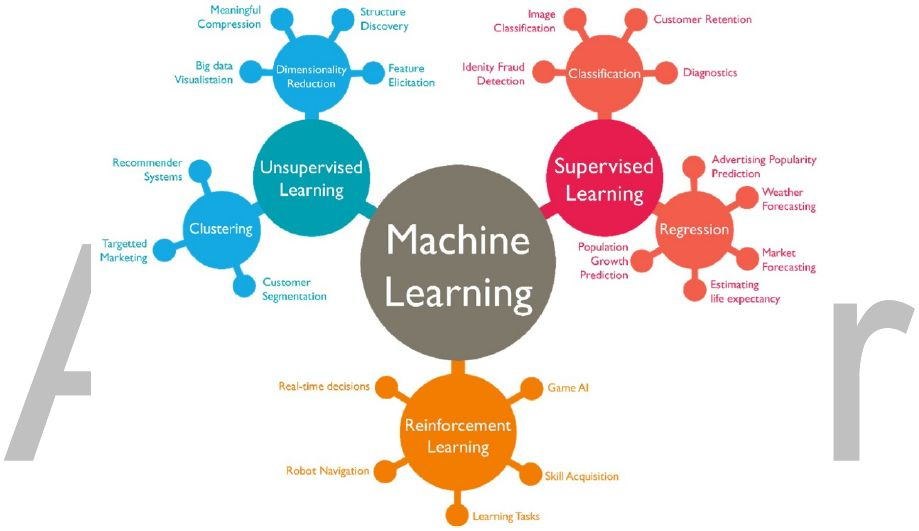 Meaningful
Compression
Structure
Discovery
Big data
Visualistaion
Dimensionality
Reduction
Feature
Elicitation
Unsupervised
Learning
Recommender
Systems
Clustering
Targetted
Marketing
Customer
Segmentation
Image
Classification
Customer Retention
Idenity Fraud
Detection
Classification
Diagnostics
Supervised
Learning
Advertising Popularity
Prediction
Weather
Forecasting
Regression
Population
Growth
Prediction
Market
Forecasting
Estimating
life expectancy
Machine
Learning
Real-time decisions
Game AI
Reinforcement
Learning
Robot Navigation
Skill Acquisition
Learning Tasks
A
r